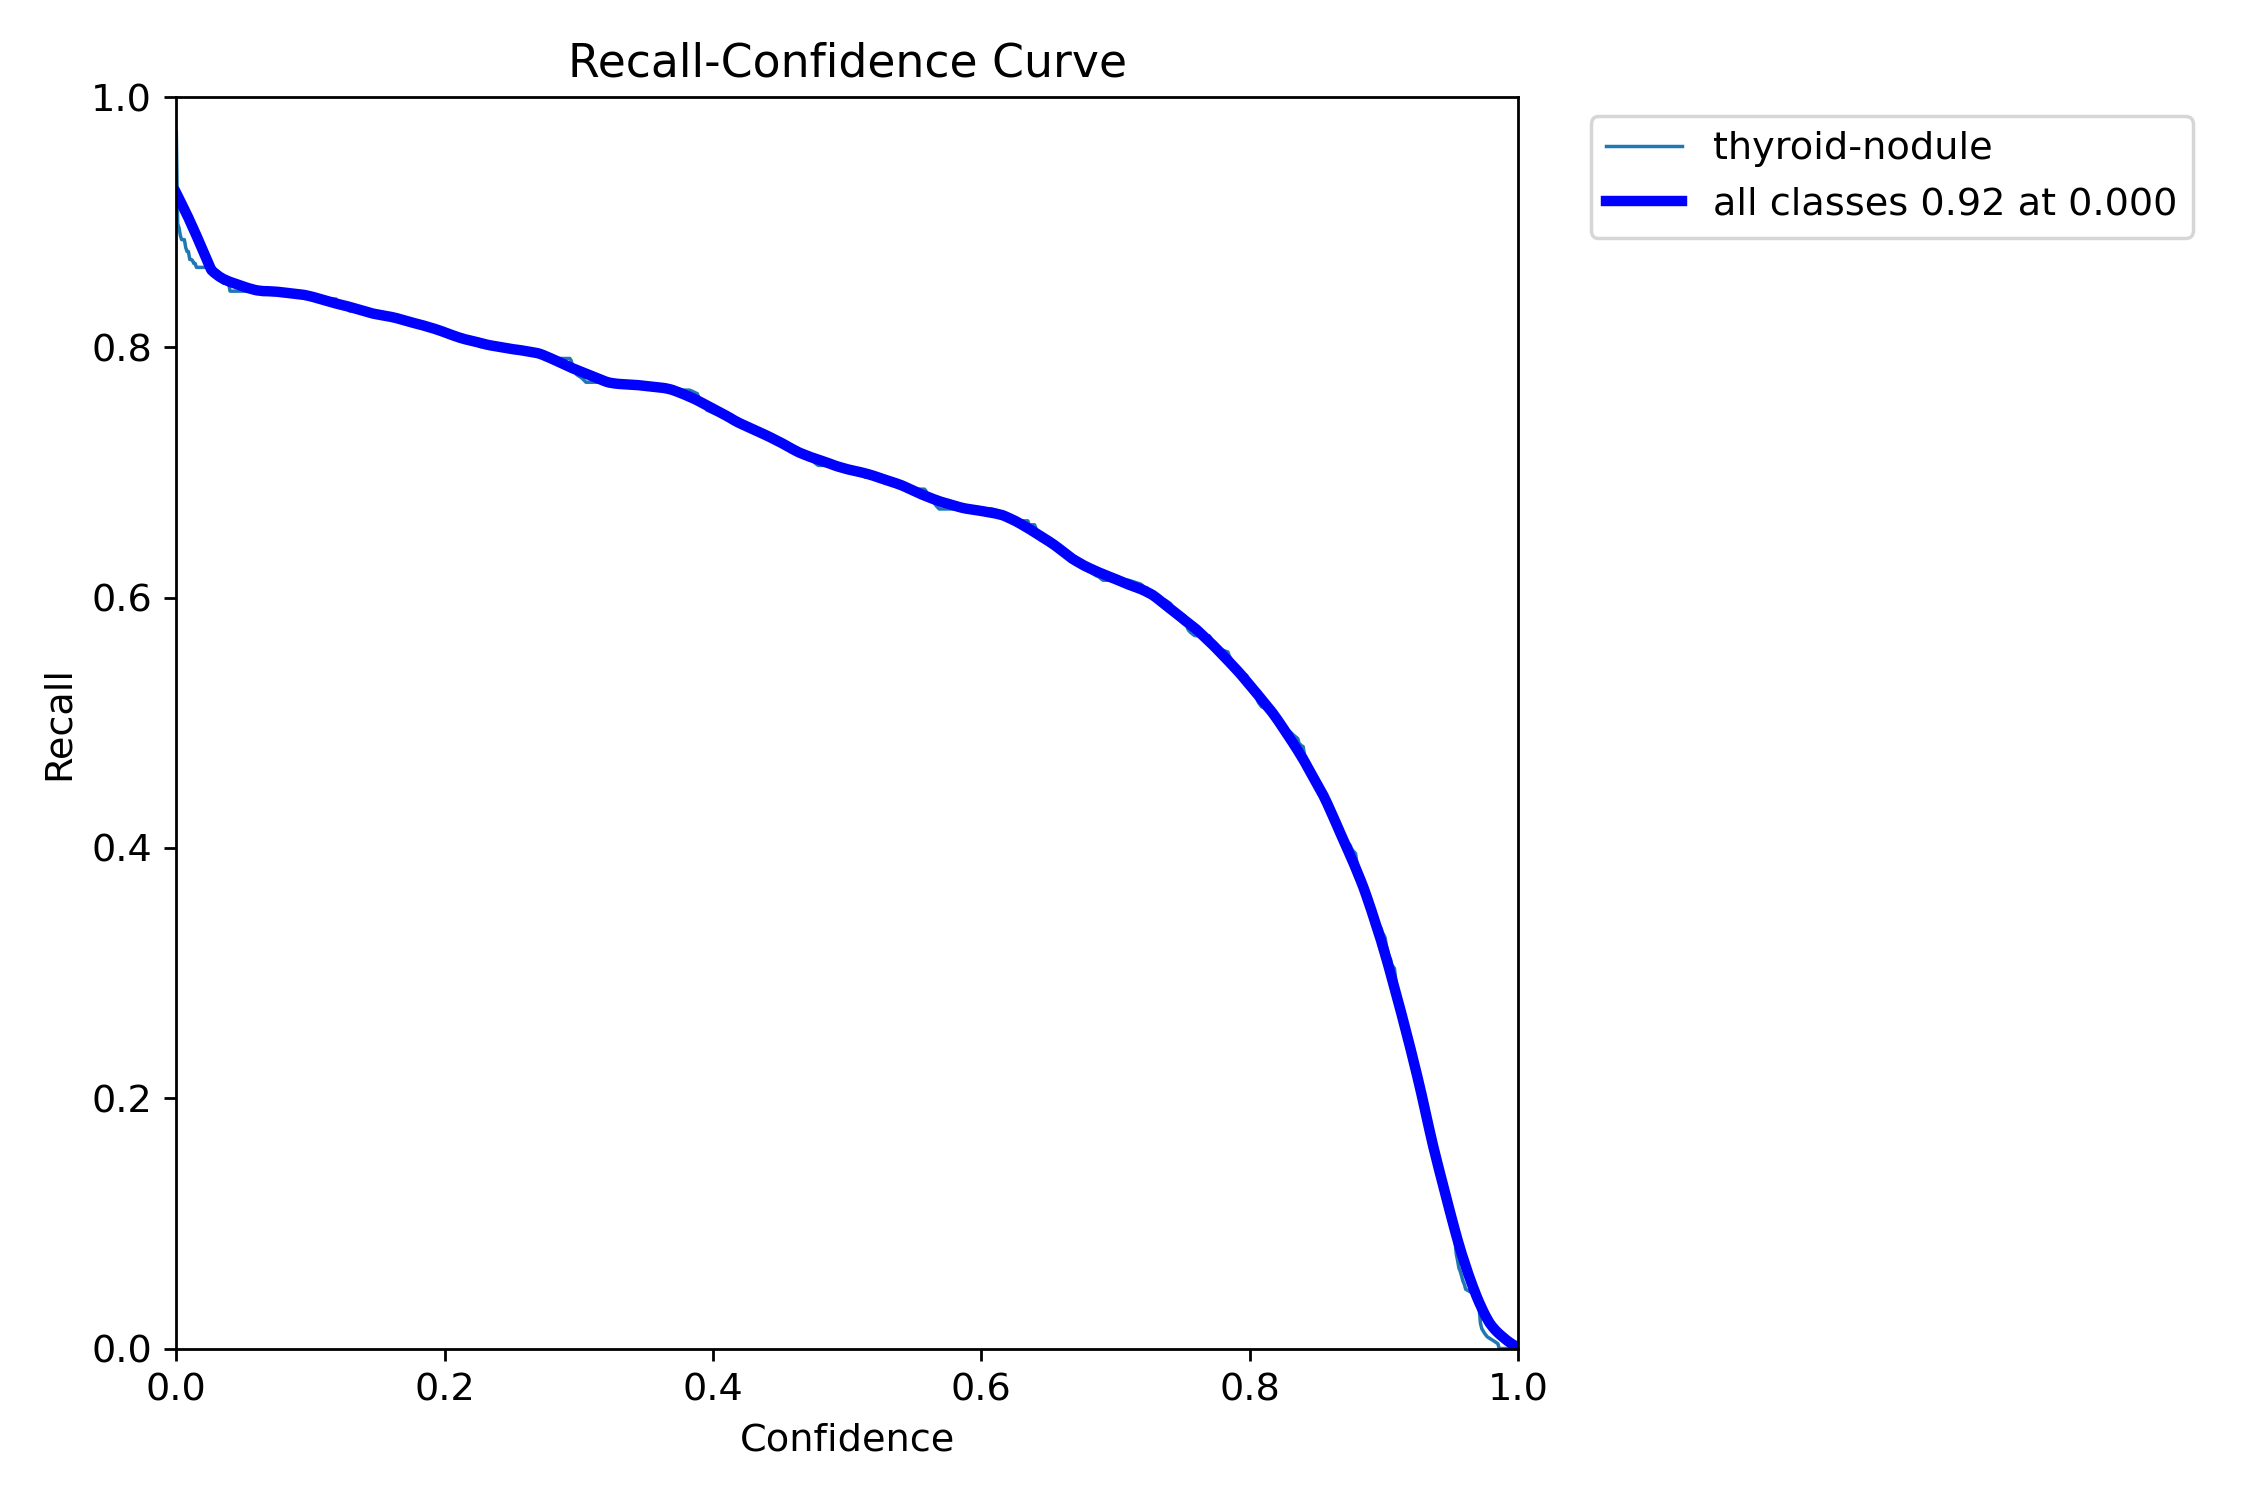 Recall-Confidence Curve
1.0
0.8
0.6
0.4
0.2
0.0
Recall
0.0 0.2 0.4 0.6 0.8 1.0
Confidence
thyroid-nodule
all classes 0.92 at 0.000